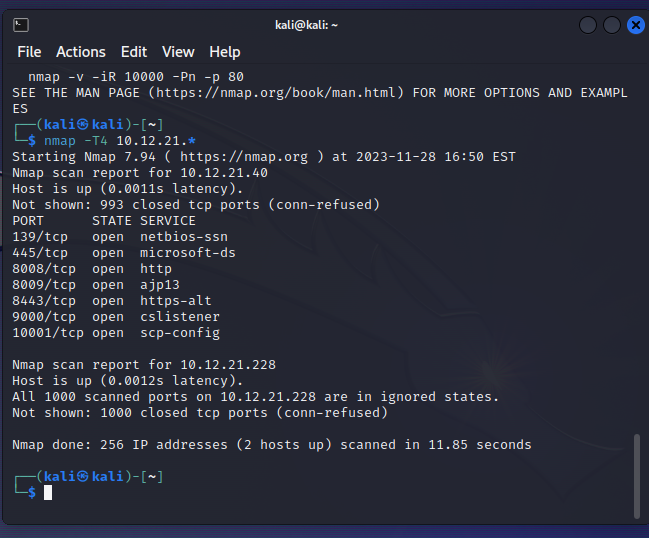 kali@kali: ~
File Actions Edit View Help
nmap -v -iR 10000 -Pn -p 80
SEE THE MAN PAGE (https://nmap.org/book/man.html) FOR MORE OPTIONS AND EXAMPL
ES
┌──(kali㉿kali)-[~]
└─$ nmap -T4 10.12.21.*
Starting Nmap 7.94 ( https://nmap.org ) at 2023-11-28 16:50 EST
Nmap scan report for 10.12.21.40
Host is up (0.0011s latency).
Not shown: 993 closed tcp ports (conn-refused)
PORT      STATE SERVICE
139/tcp   open  netbios-ssn
445/tcp   open  microsoft-ds
8008/tcp  open  http
8009/tcp  open  ajp13
8443/tcp  open  https-alt
9000/tcp  open  cslistener
10001/tcp open  scp-config
Nmap scan report for 10.12.21.228
Host is up (0.0012s latency).
All 1000 scanned ports on 10.12.21.228 are in ignored states.
Not shown: 1000 closed tcp ports (conn-refused)
Nmap done: 256 IP addresses (2 hosts up) scanned in 11.85 seconds
┌──(kali㉿kali)-[~]
└─$